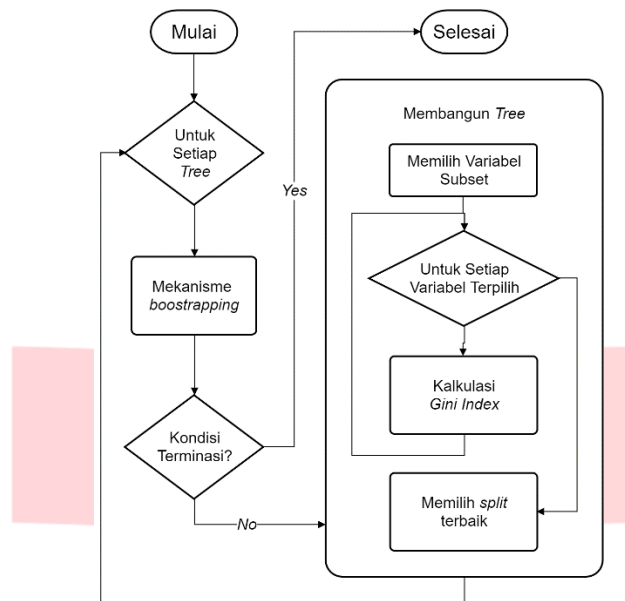 Mulai
Selesai
Untuk
Setiap
Tree
Mekanisme
boostrapping
Kondisi
Terminasi?
Yes
No
Membangun Tree
Memilih Variabel
Subset
Untuk Setiap
Variabel Terpilih
Kalkulasi
Gini Index
Memilih split
terbaik